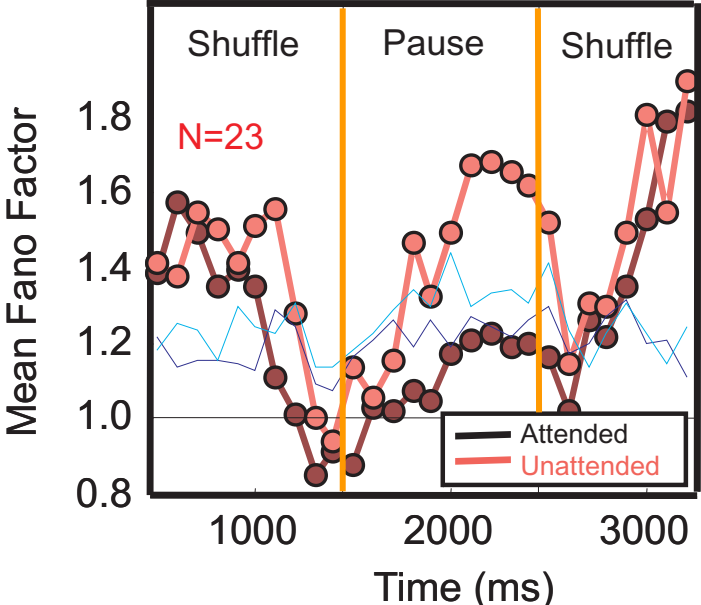 Shuffle
Pause
Shuffle
N=23
Mean Fano Factor
1.8
1.6
1.4
1.2
1.0
0.8
Attended
Unattended
1000
2000
3000
Time (ms)